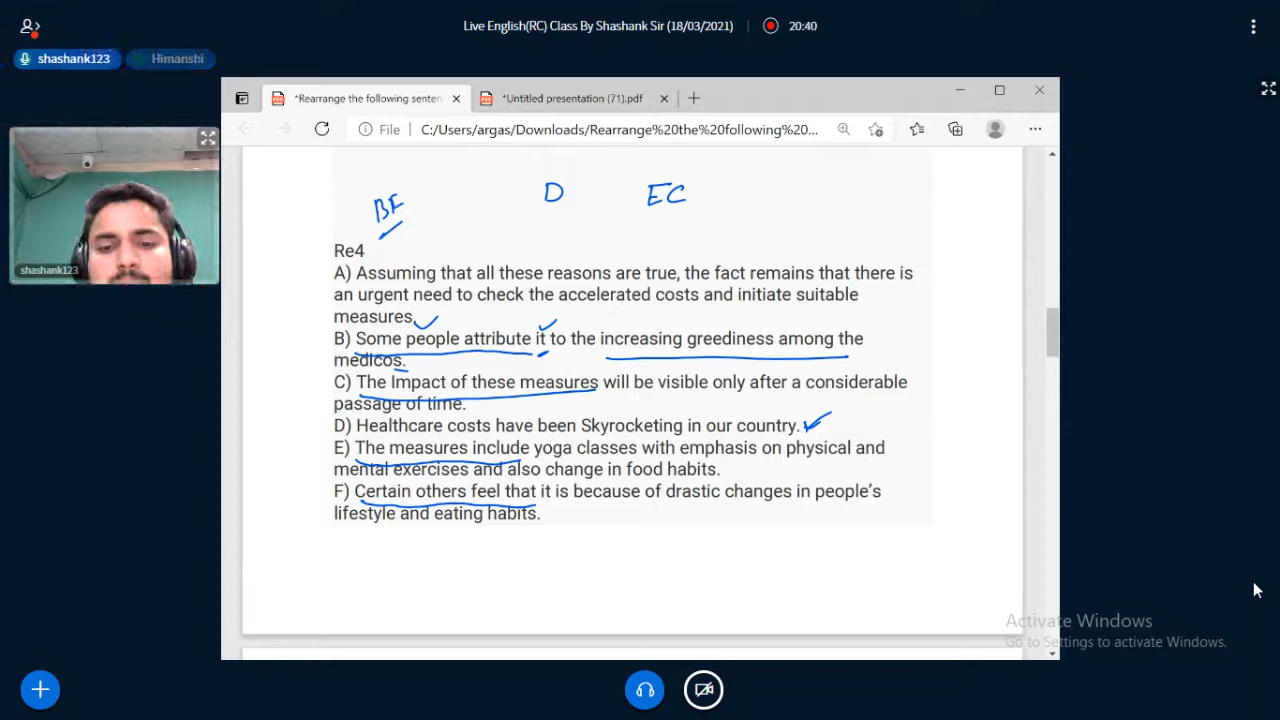 Live English(RC) Class By Shashank Sir (18/03/2021)
20:40
shashank123
Himanshi
*Rearrange the following senten
*Untitled presentation (71).pdf
File
C:/Users/argas/Downloads/Rearrange%20the%20following%20...
shashank123
BF
D
EC
Re4
A) Assuming that all these reasons are true, the fact remains that there is
an urgent need to check the accelerated costs and initiate suitable
measures.
B) Some people attribute it to the increasing greediness among the
medicos.
C) The Impact of these measures will be visible only after a considerable
passage of time.
D) Healthcare costs have been Skyrocketing in our country.
E) The measures include yoga classes with emphasis on physical and
mental exercises and also change in food habits.
F) Certain others feel that it is because of drastic changes in people’s
lifestyle and eating habits.
Activate Windows
Go to Settings to activate Windows.